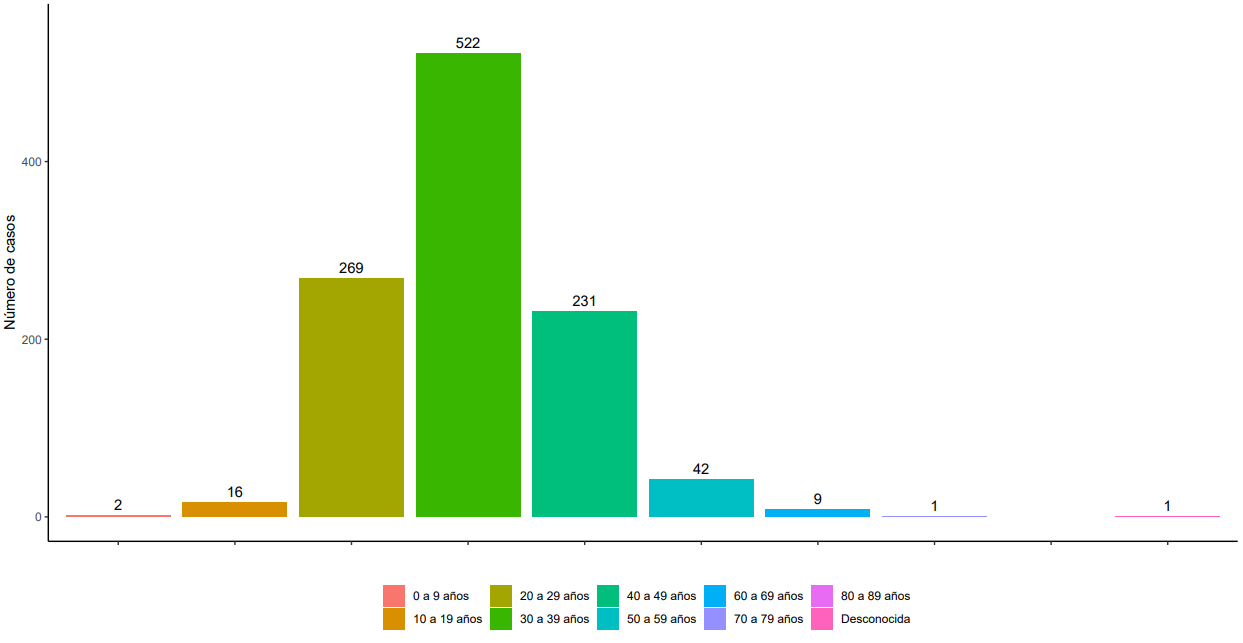 522
400
269
231
Número de casos
200
42
2
16
9
1
1
0
0 a 9 años
20 a 29 años
40 a 49 años
60 a 69 años
80 a 89 años
10 a 19 años
30 a 39 años
50 a 59 años
70 a 79 años
Desconocida